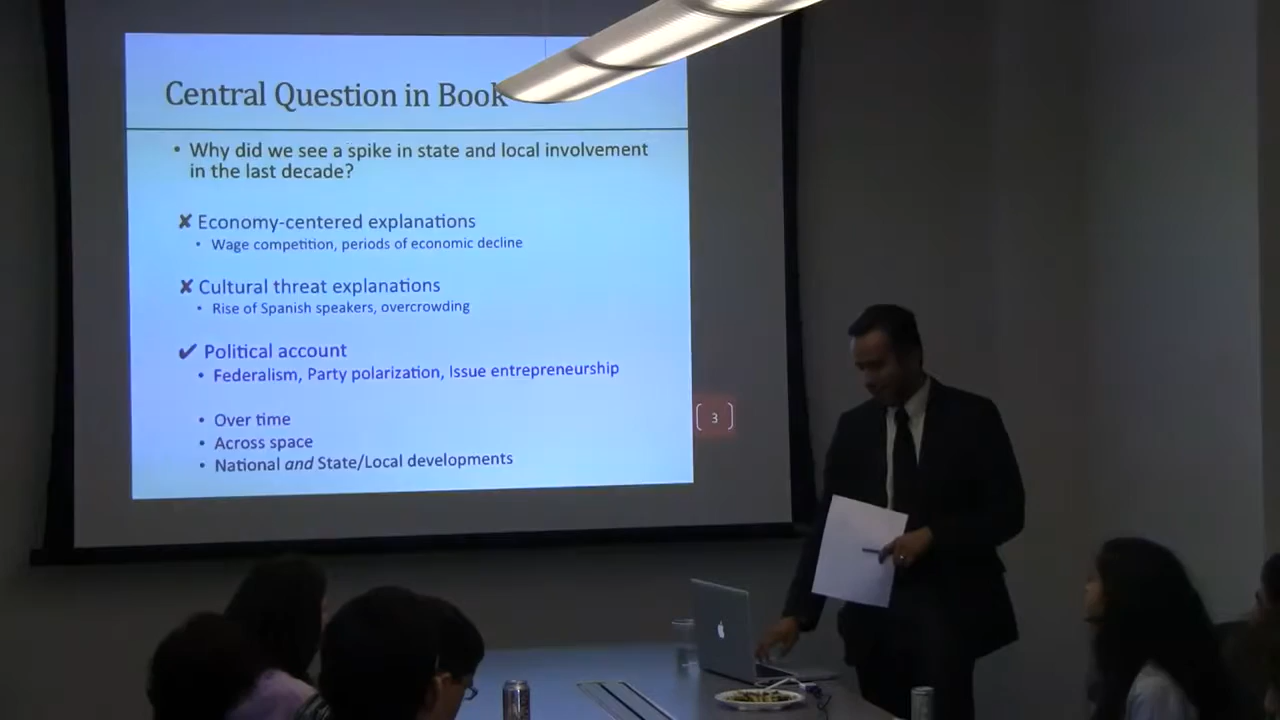 Central Question in Book
• Why did we see a spike in state and local involvement
in the last decade?
✘ Economy-centered explanations
• Wage competition, periods of economic decline
✘ Cultural threat explanations
• Rise of Spanish speakers, overcrowding
✔ Political account
• Federalism, Party polarization, Issue entrepreneurship
• Over time
• Across space
• National and State/Local developments
3